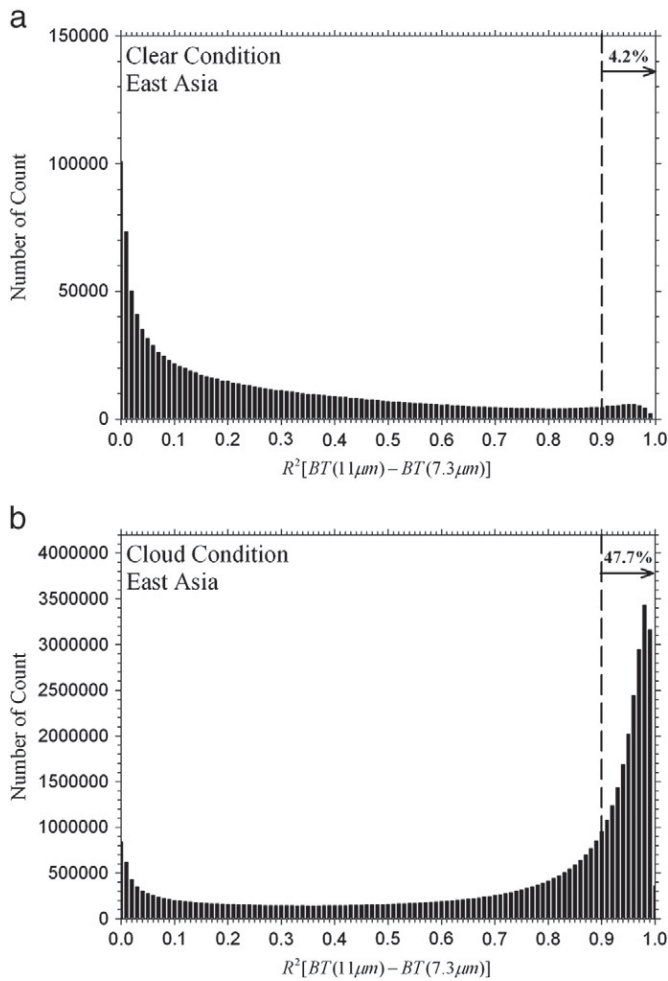 a
150000
Clear Condition
East Asia
4.2%
100000
Number of Count
50000
0
0.0 0.1 0.2 0.3 0.4 0.5 0.6 0.7 0.8 0.9 1.0
R²[BT(11μm)−BT(7.3μm)]
b
4000000
Cloud Condition
East Asia
47.7%
3500000
3000000
2500000
Number of Count
2000000
1500000
1000000
500000
0
0.0 0.1 0.2 0.3 0.4 0.5 0.6 0.7 0.8 0.9 1.0
R²[BT(11μm)−BT(7.3μm)]